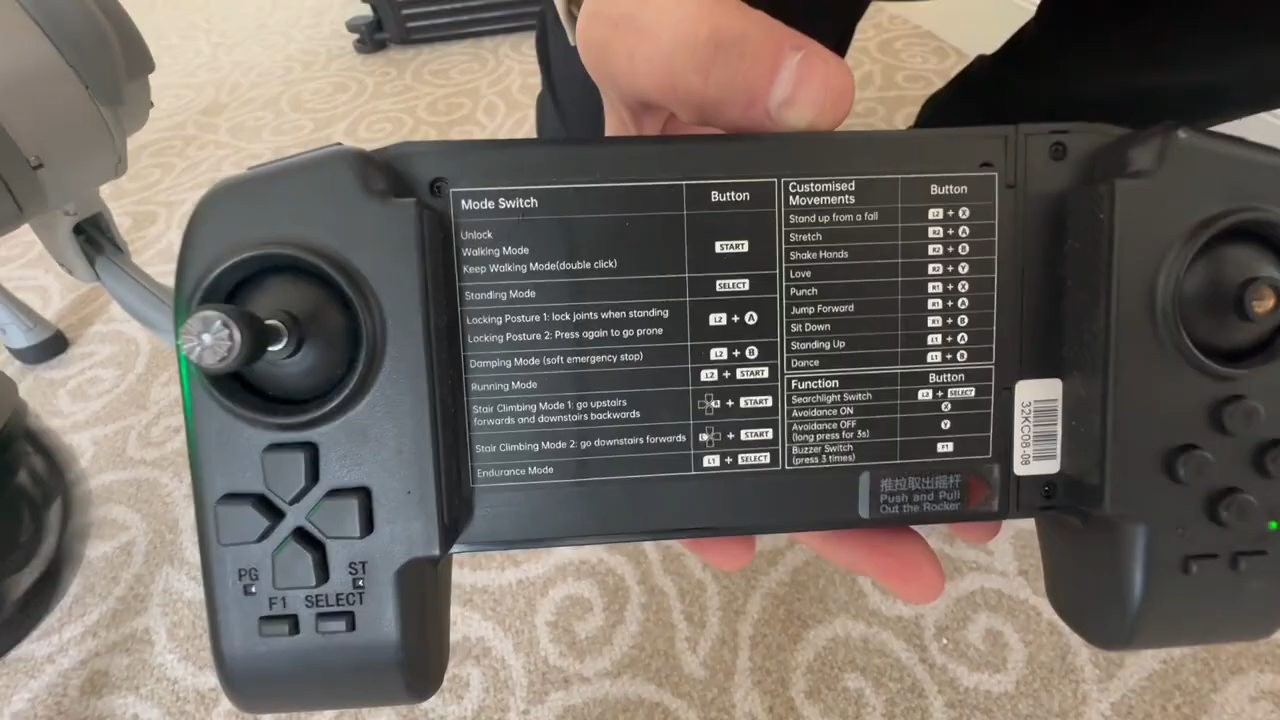 Mode Switch Button
Unlock
Walking Mode
Keep Walking Mode(double click)
START
Standing Mode SELECT
Locking Posture 1: lock joints when standing
Locking Posture 2: Press again to go prone
L2 + A
Damping Mode (soft emergency stop) L2 + B
Running Mode L2 + START
Stair Climbing Mode 1: go upstairs
forwards and downstairs backwards
+ START
Stair Climbing Mode 2: go downstairs forwards + START
Endurance Mode L1 + SELECT
Customised
Movements
Button
Stand up from a fall L2 + X
Stretch R2 + A
Shake Hands R2 + B
Love R2 + Y
Punch R1 + X
Jump Forward R1 + A
Sit Down R1 + B
Standing Up L1 + A
Dance L1 + B
Function Button
Searchlight Switch L2 + SELECT
Avoidance ON X
Avoidance OFF
(long press for 3s)
Y
Buzzer Switch
(press 3 times)
F1
推拉取出摇杆
Push and Pull
Out the Rocker
32KC08-08
PG ST
F1 SELECT